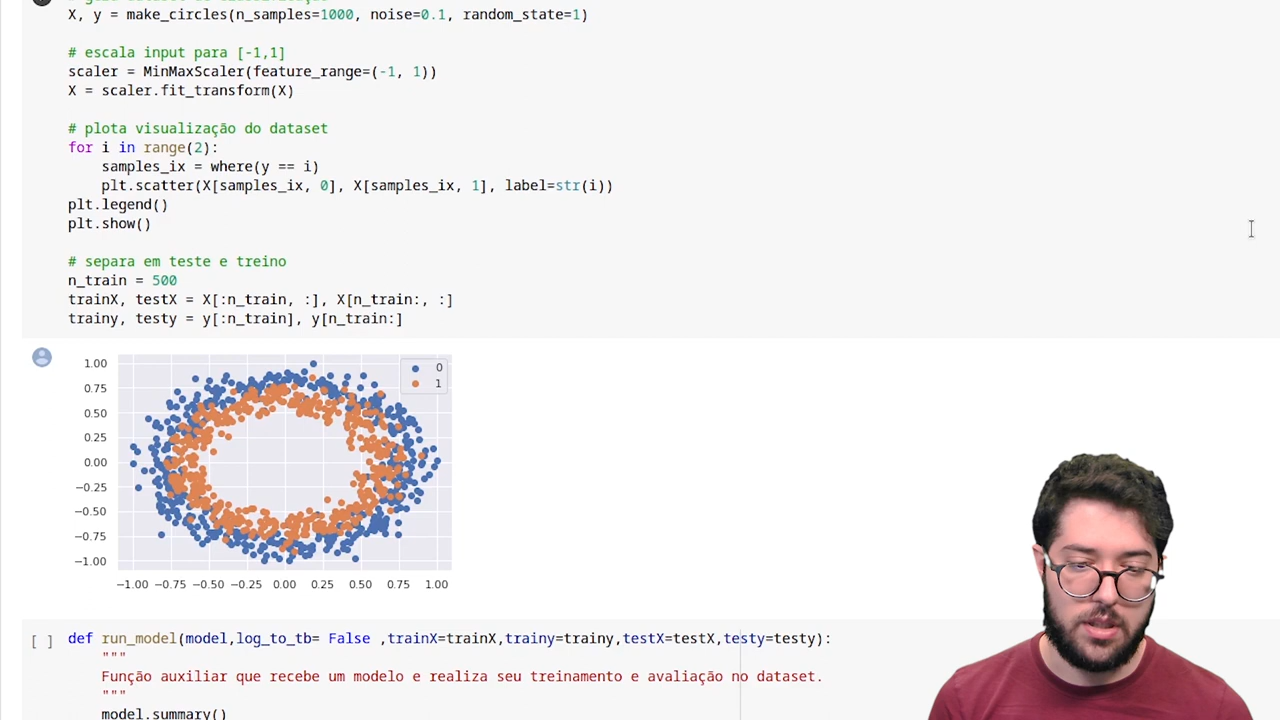 X, y = make_circles(n_samples=1000, noise=0.1, random_state=1)
# escala input para [-1,1]
scaler = MinMaxScaler(feature_range=(-1, 1))
X = scaler.fit_transform(X)
# plota visualização do dataset
for i in range(2):
    samples_ix = where(y == i)
    plt.scatter(X[samples_ix, 0], X[samples_ix, 1], label=str(i))
plt.legend()
plt.show()
# separa em teste e treino
n_train = 500
trainX, testX = X[:n_train, :], X[n_train:, :]
trainy, testy = y[:n_train], y[n_train:]
1.00
0.75
0.50
0.25
0.00
−0.25
−0.50
−0.75
−1.00
0
1
−1.00 −0.75 −0.50 −0.25 0.00 0.25 0.50 0.75 1.00
[ ] def run_model(model,log_to_tb= False ,trainX=trainX,trainy=trainy,testX=testX,testy=testy):
    """
    Função auxiliar que recebe um modelo e realiza seu treinamento e avaliação no dataset.
    """
    model.summary()